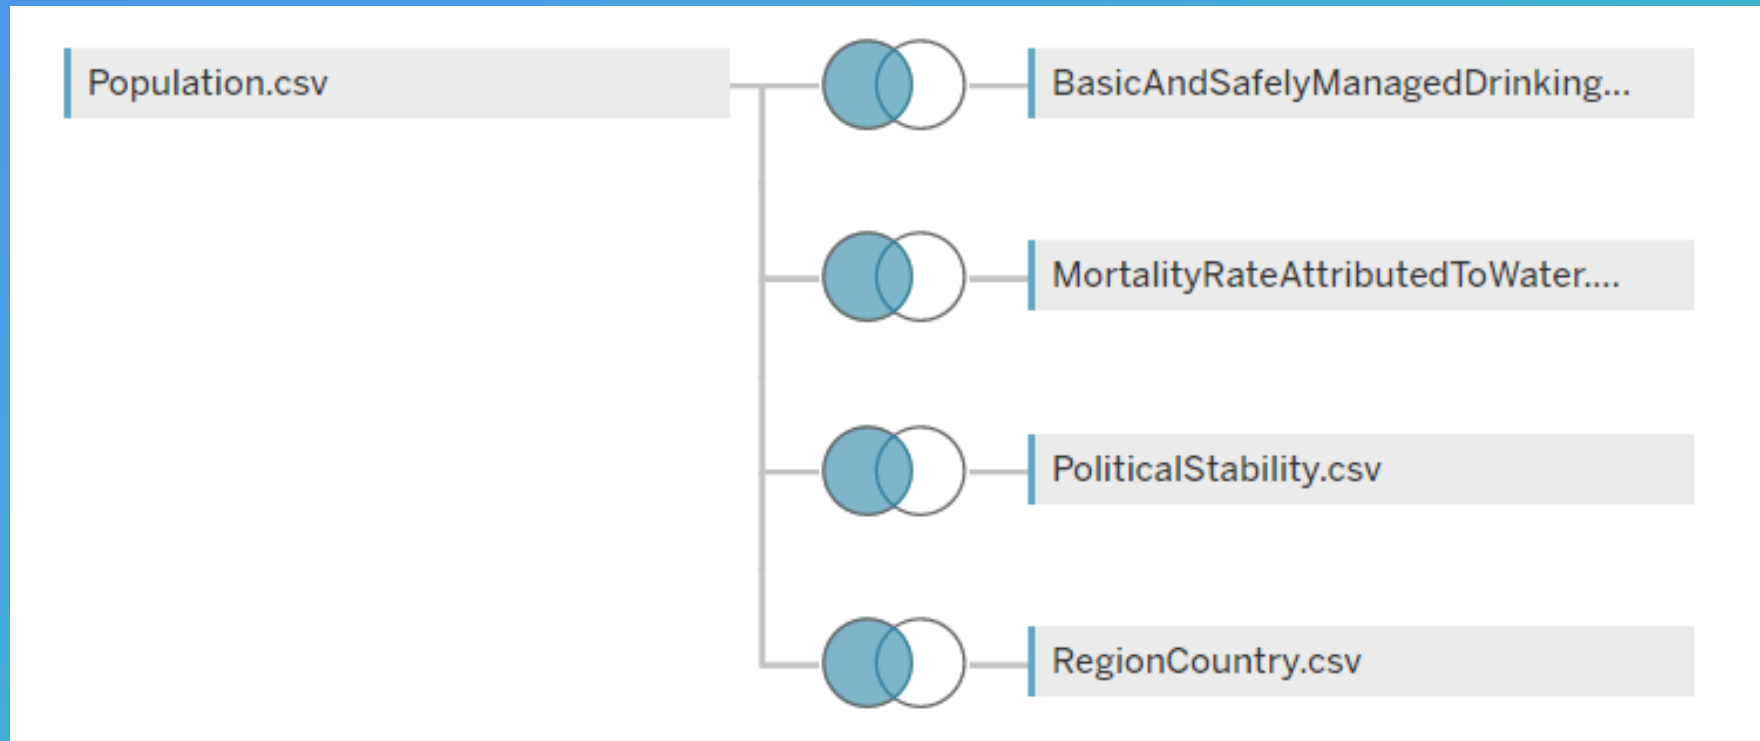 Population.csv
BasicAndSafelyManagedDrinking...
MortalityRateAttributedToWater....
PoliticalStability.csv
RegionCountry.csv